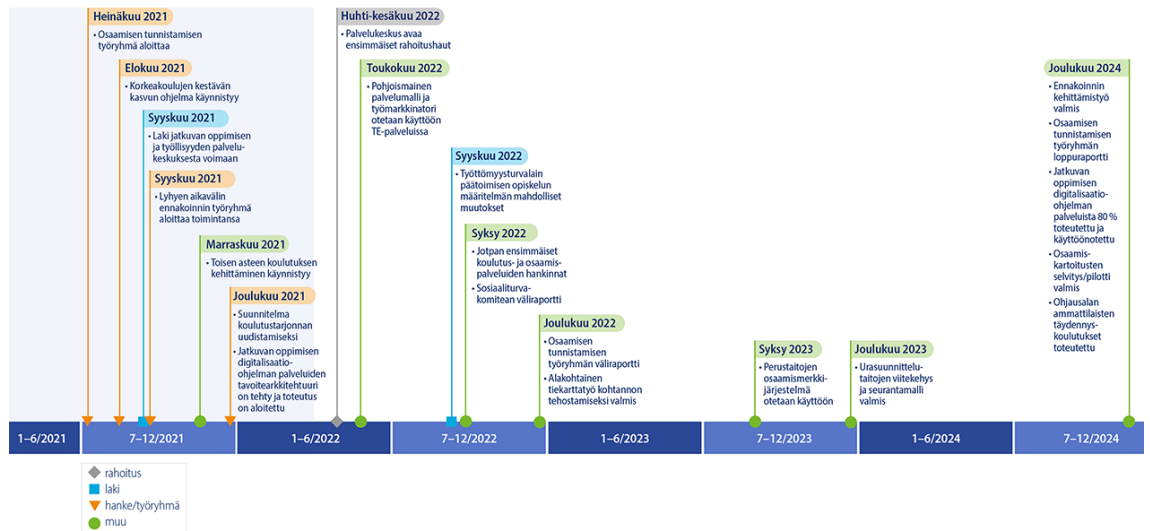 Heinäkuu 2021
• Osaamisen tunnistamisen
työryhmä aloittaa
Elokuu 2021
• Korkeakoulujen kestävän
kasvun ohjelma käynnistyy
Syyskuu 2021
• Laki jatkuvan oppimisen
ja työllisyyden palvelu-
keskuksesta voimaan
Syyskuu 2021
• Lyhyen aikavälin
ennakoinnin työryhmä
aloittaa toimintansa
Marraskuu 2021
• Toisen asteen koulutuksen
kehittäminen käynnistyy
Joulukuu 2021
• Suunnitelma
koulutustarjonnan
uudistamiseksi
• Jatkuvan oppimisen
digitalisaatio-
ohjelman palveluiden
tavoitearkkitehtuuri
on tehty ja toteutus
on aloitettu
Huhti-kesäkuu 2022
• Palvelukeskus avaa
ensimmäiset rahoitushaut
Toukokuu 2022
• Pohjoismainen
palvelumalli ja
työmarkkinatori
otetaan käyttöön
TE-palveluissa
Syyskuu 2022
• Työttömyysturvalain
päätoimisen opiskelun
määritelmän mahdolliset
muutokset
Syksy 2022
• Jotpan ensimmäiset
koulutus- ja osaamis-
palveluiden hankinnat
• Sosiaaliturva-
komitean väliraportti
Joulukuu 2022
• Osaamisen
tunnistamisen
työryhmän väliraportti
• Alakohtainen
tiekarttatyö kohtannon
tehostamiseksi valmis
Syksy 2023
• Perustaitojen
osaamismerkki-
järjestelmä
otetaan käyttöön
Joulukuu 2023
• Urasuunnittelu-
taitojen viitekehys
ja seurantamalli
valmis
Joulukuu 2024
• Ennakoinnin
kehittämistyö
valmis
• Osaamisen
tunnistamisen
työryhmän
loppuraportti
• Jatkuvan
oppimisen
digitalisaatio-
ohjelman
palveluista 80 %
toteutettu ja
käyttöönotettu
• Osaamis-
kartoitusten
selvitys/pilotti
valmis
• Ohjausalan
ammattilaisten
täydennys-
koulutukset
toteutettu
1–6/2021
7–12/2021
1–6/2022
7–12/2022
1–6/2023
7–12/2023
1–6/2024
7–12/2024
rahoitus
laki
hanke/työryhmä
muu